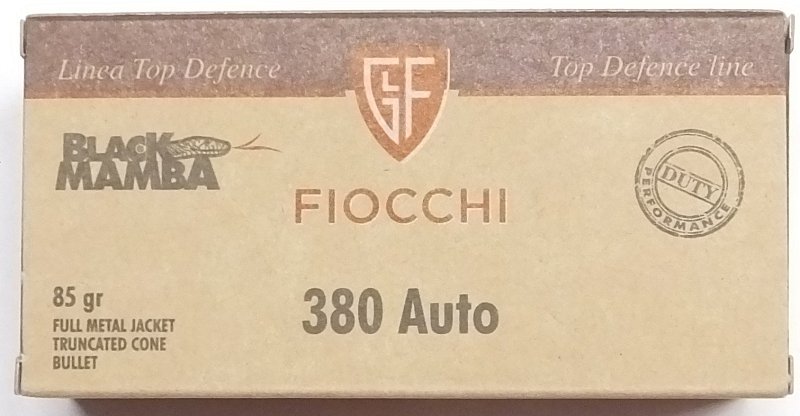 Linea Top Defence
GLF
Top Defence line
BLACK
MAMBA
FIOCCHI
DUTY
PERFORMANCE
85 gr
FULL METAL JACKET
TRUNCATED CONE
BULLET
380 Auto